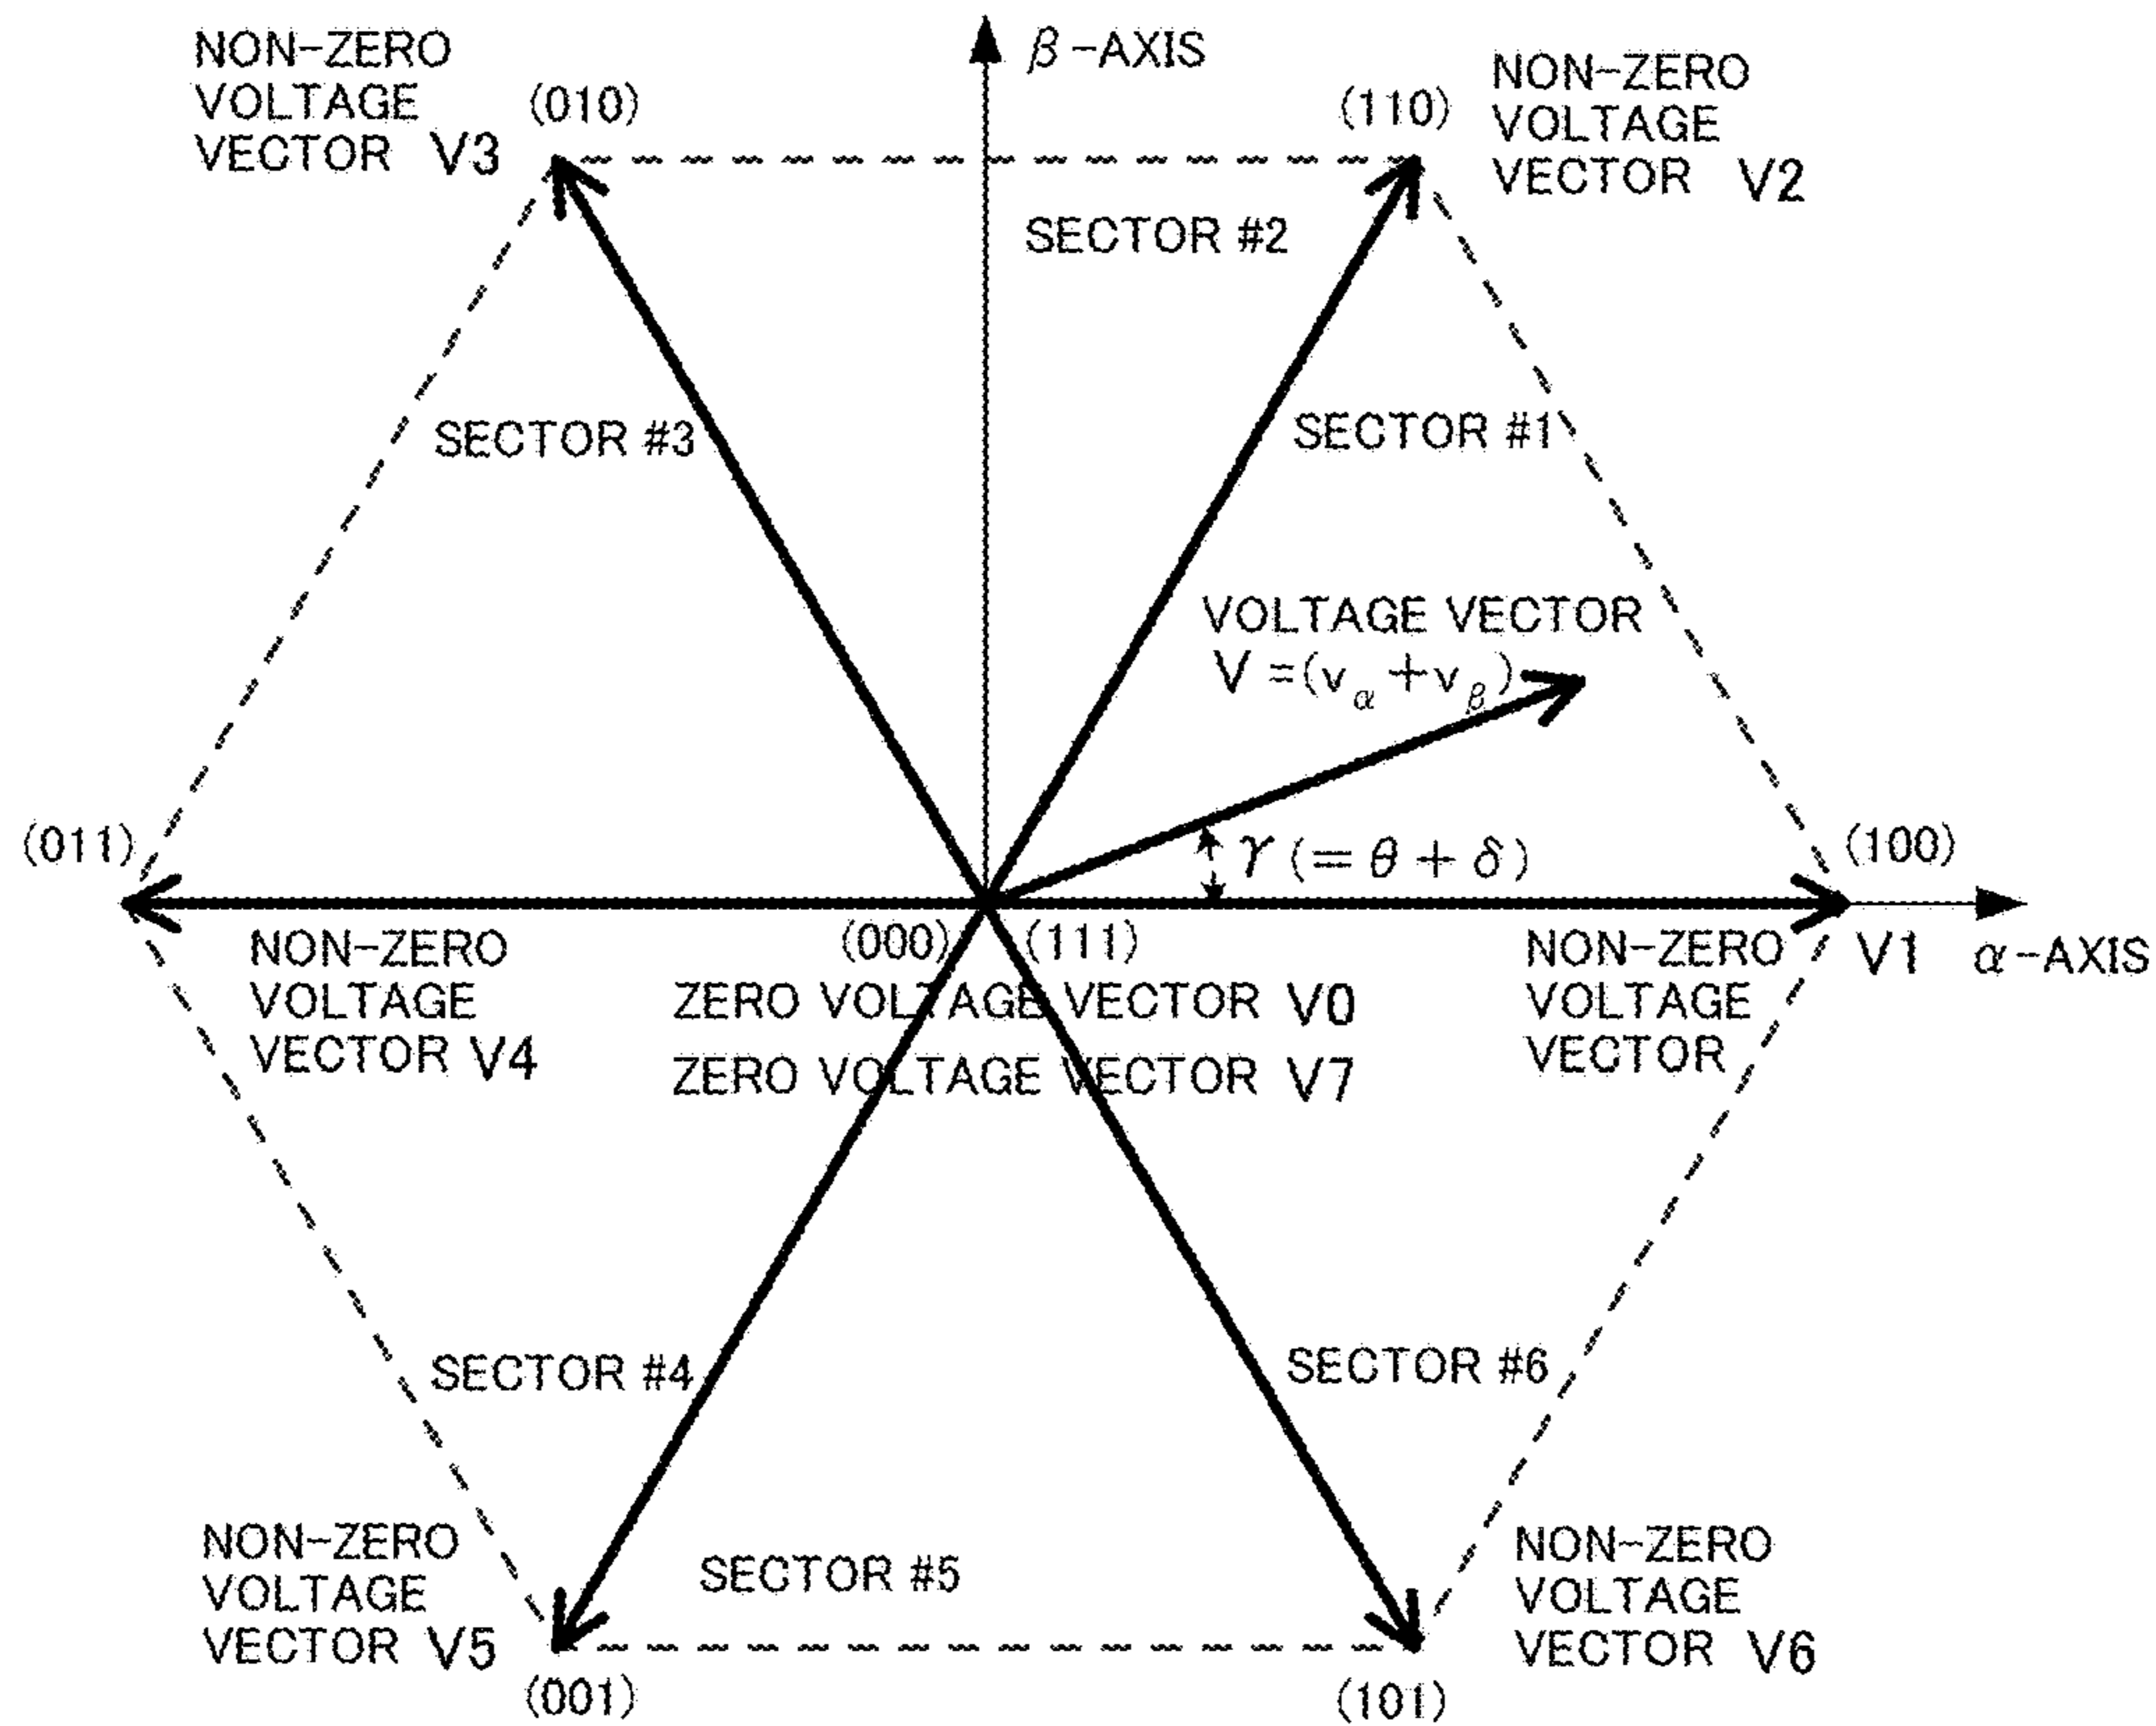 NON-ZERO
VOLTAGE
VECTOR V3
(010)
β-AXIS
(110)
NON-ZERO
VOLTAGE
VECTOR V2
SECTOR #2
SECTOR #3
SECTOR #1
VOLTAGE VECTOR
V =(vα +vβ)
(011)
γ (= θ + δ)
(100)
(000)
(111)
NON-ZERO
VOLTAGE
VECTOR V4
ZERO VOLTAGE VECTOR V0
ZERO VOLTAGE VECTOR V7
NON-ZERO
VOLTAGE
VECTOR
V1
α-AXIS
SECTOR #4
SECTOR #6
SECTOR #5
NON-ZERO
VOLTAGE
VECTOR V5
(001)
(101)
NON-ZERO
VOLTAGE
VECTOR V6